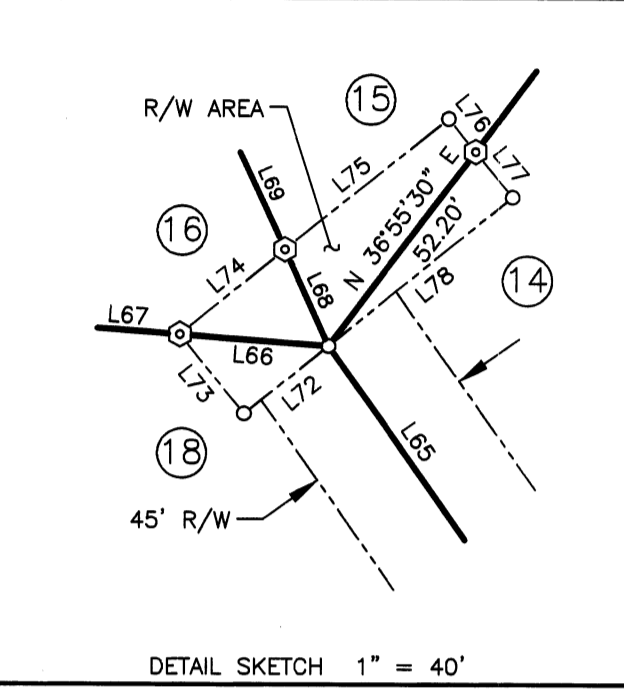 15
R/W AREA
L76
E
L77
L75
L69
N 36°55'30"
52.20'
16
L74
L68
L78
14
L67
L66
L73
L72
L65
18
45' R/W
DETAIL SKETCH 1" = 40'